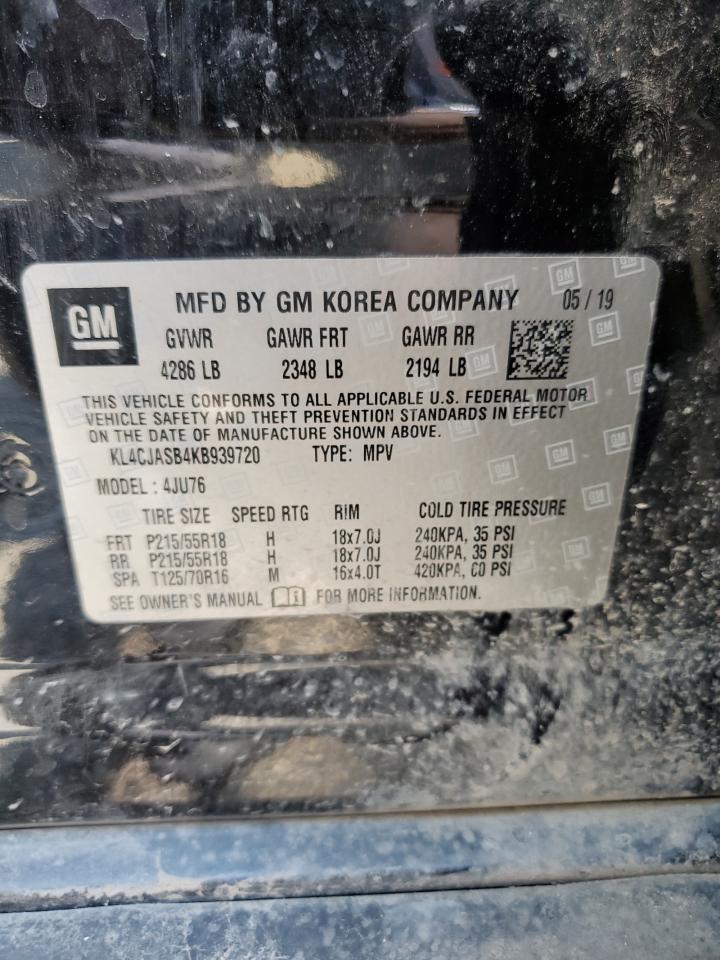 GM
MFD BY GM KOREA COMPANY 05 / 19
GVWR GAWR FRT GAWR RR
4286 LB 2348 LB 2194 LB
THIS VEHICLE CONFORMS TO ALL APPLICABLE U.S. FEDERAL MOTOR
VEHICLE SAFETY AND THEFT PREVENTION STANDARDS IN EFFECT
ON THE DATE OF MANUFACTURE SHOWN ABOVE.
KL4CJASB4KB939720 TYPE: MPV
MODEL : 4JU76
TIRE SIZE SPEED RTG RIM COLD TIRE PRESSURE
FRT P215/55R18 H 18x7.0J 240KPA, 35 PSI
RR P215/55R18 H 18x7.0J 240KPA, 35 PSI
SPA T125/70R16 M 16x4.0T 420KPA, 60 PSI
SEE OWNER'S MANUAL FOR MORE INFORMATION.